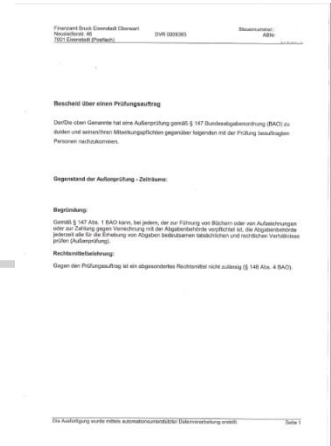 Finanzamt Bruck Eisenstadt Oberwart
Neusiedlerstr. 46
7001 Eisenstadt (Postfach)
DVR 0009393
Steuernummer:
ABNr:
Bescheid über einen Prüfungsauftrag
Der/Die oben Genannte hat eine Außenprüfung gemäß § 147 Bundesabgabenordnung (BAO) zu
dulden und seinen/ihren Mitwirkungspflichten gegenüber folgenden mit der Prüfung beauftragten
Personen nachzukommen.
Gegenstand der Außenprüfung - Zeiträume:
Begründung:
Gemäß § 147 Abs. 1 BAO kann, bei jedem, der zur Führung von Büchern oder von Aufzeichnungen
oder zur Zahlung gegen Verrechnung mit der Abgabenbehörde verpflichtet ist, die Abgabenbehörde
jederzeit alle für die Erhebung von Abgaben bedeutsamen tatsächlichen und rechtlichen Verhältnisse
prüfen (Außenprüfung).
Rechtsmittelbelehrung:
Gegen den Prüfungsauftrag ist ein abgesondertes Rechtsmittel nicht zulässig (§ 148 Abs. 4 BAO).
Die Ausfertigung wurde mittels automationsunterstützter Datenverarbeitung erstellt
Seite 1